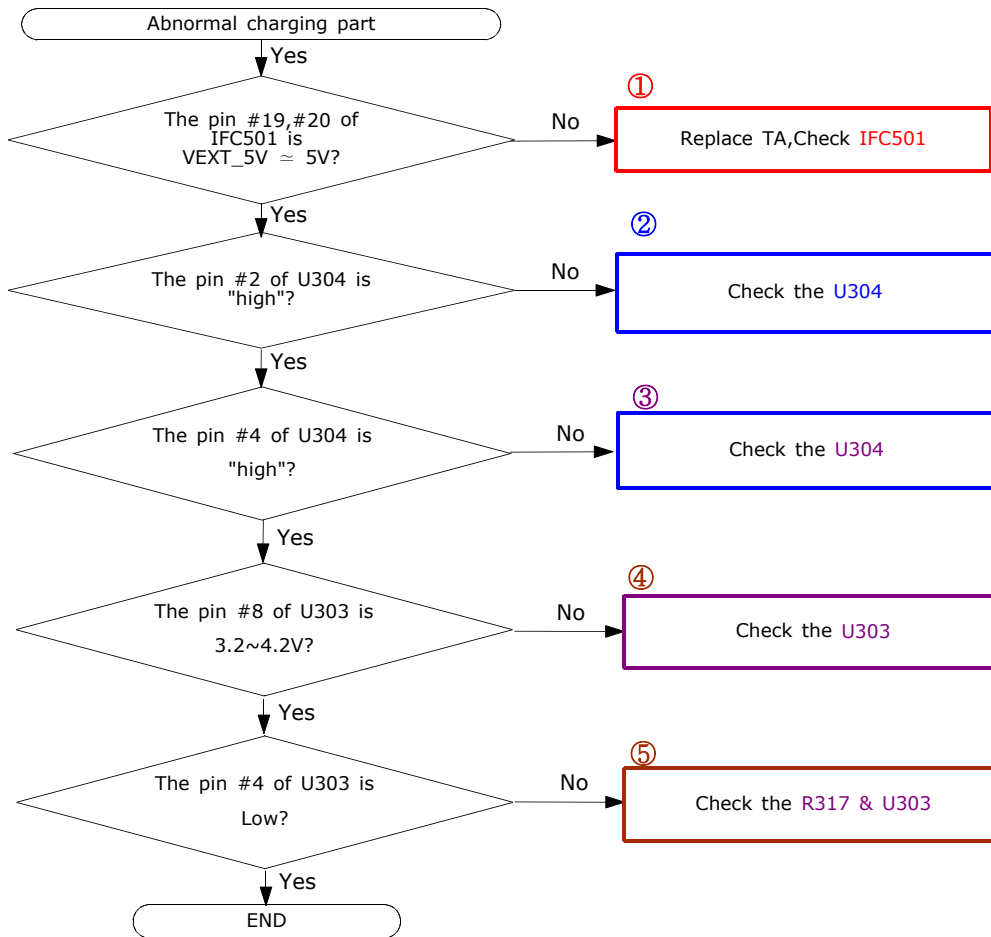 Abnormal charging part
Yes
①
The pin #19,#20 of
IFC501 is
VEXT_5V ≃ 5V?
No
Replace TA,Check IFC501
Yes
②
The pin #2 of U304 is
"high"?
No
Check the U304
Yes
③
The pin #4 of U304 is
"high"?
No
Check the U304
Yes
④
The pin #8 of U303 is
3.2~4.2V?
No
Check the U303
Yes
⑤
The pin #4 of U303 is
Low?
No
Check the R317 & U303
Yes
END